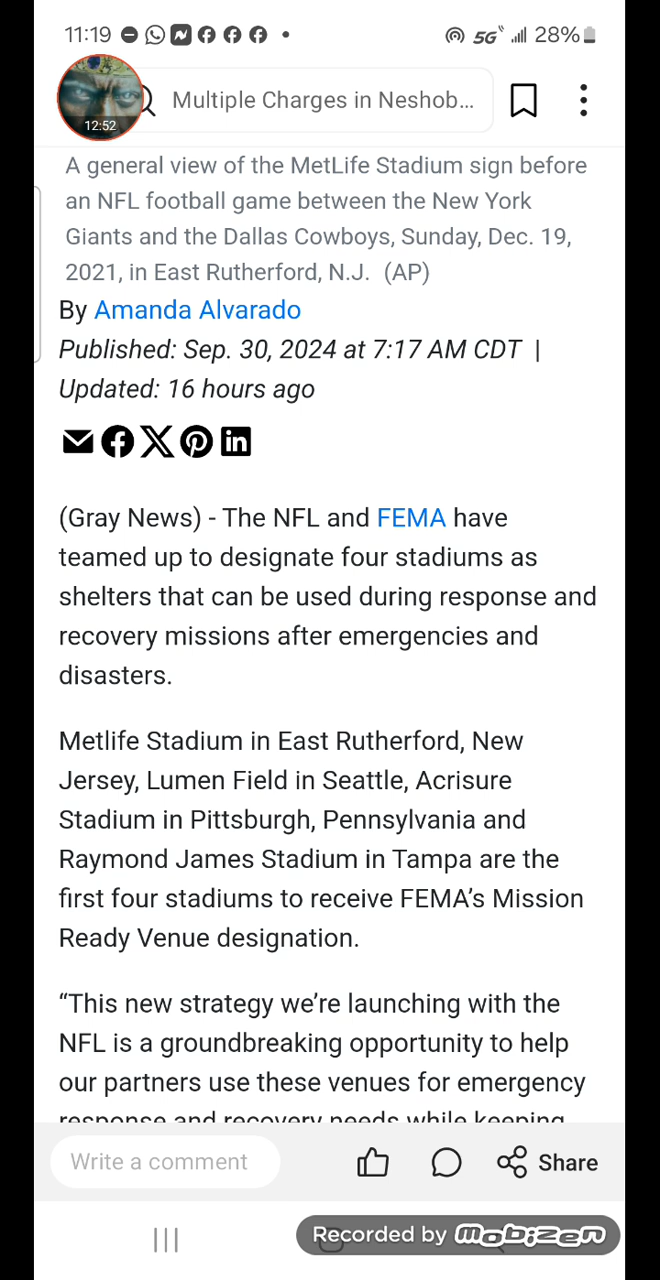 11:19
5G
28%
12:52
Multiple Charges in Neshob...
A general view of the MetLife Stadium sign before
an NFL football game between the New York
Giants and the Dallas Cowboys, Sunday, Dec. 19,
2021, in East Rutherford, N.J. (AP)
By Amanda Alvarado
Published: Sep. 30, 2024 at 7:17 AM CDT |
Updated: 16 hours ago
(Gray News) - The NFL and FEMA have
teamed up to designate four stadiums as
shelters that can be used during response and
recovery missions after emergencies and
disasters.
Metlife Stadium in East Rutherford, New
Jersey, Lumen Field in Seattle, Acrisure
Stadium in Pittsburgh, Pennsylvania and
Raymond James Stadium in Tampa are the
first four stadiums to receive FEMA’s Mission
Ready Venue designation.
“This new strategy we’re launching with the
NFL is a groundbreaking opportunity to help
our partners use these venues for emergency
response and recovery needs while keeping
Write a comment
Share
Recorded by mobizen